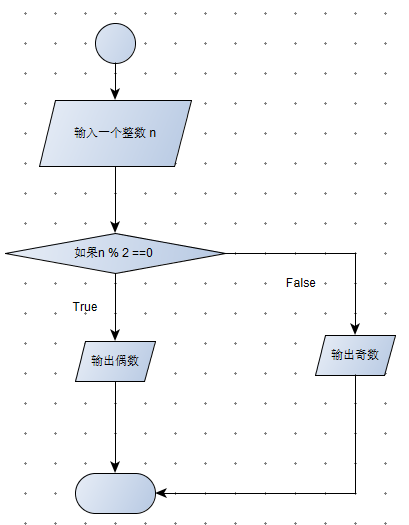 输入一个整数 n
如果n % 2 ==0
False
True
输出偶数
输出奇数